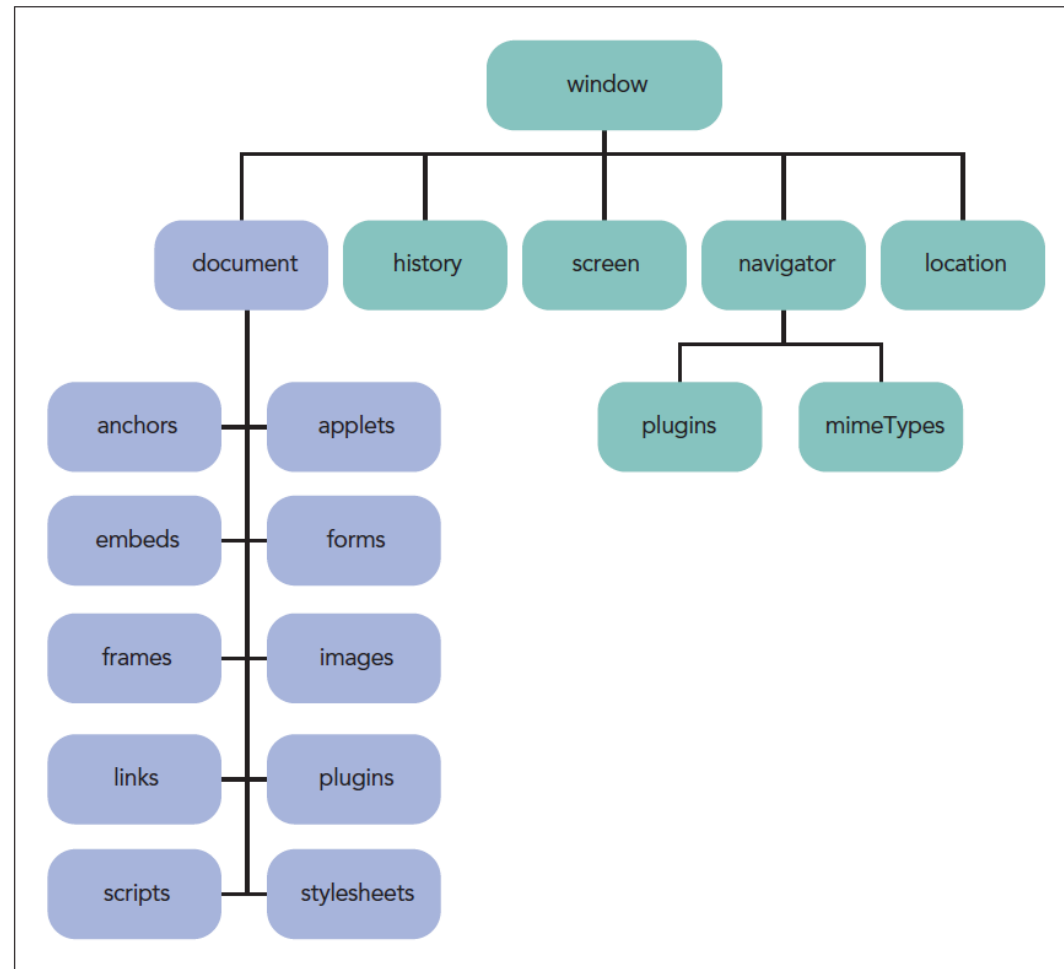 window
document
history
screen
navigator
location
plugins
mimeTypes
anchors
applets
embeds
forms
frames
images
links
plugins
scripts
stylesheets